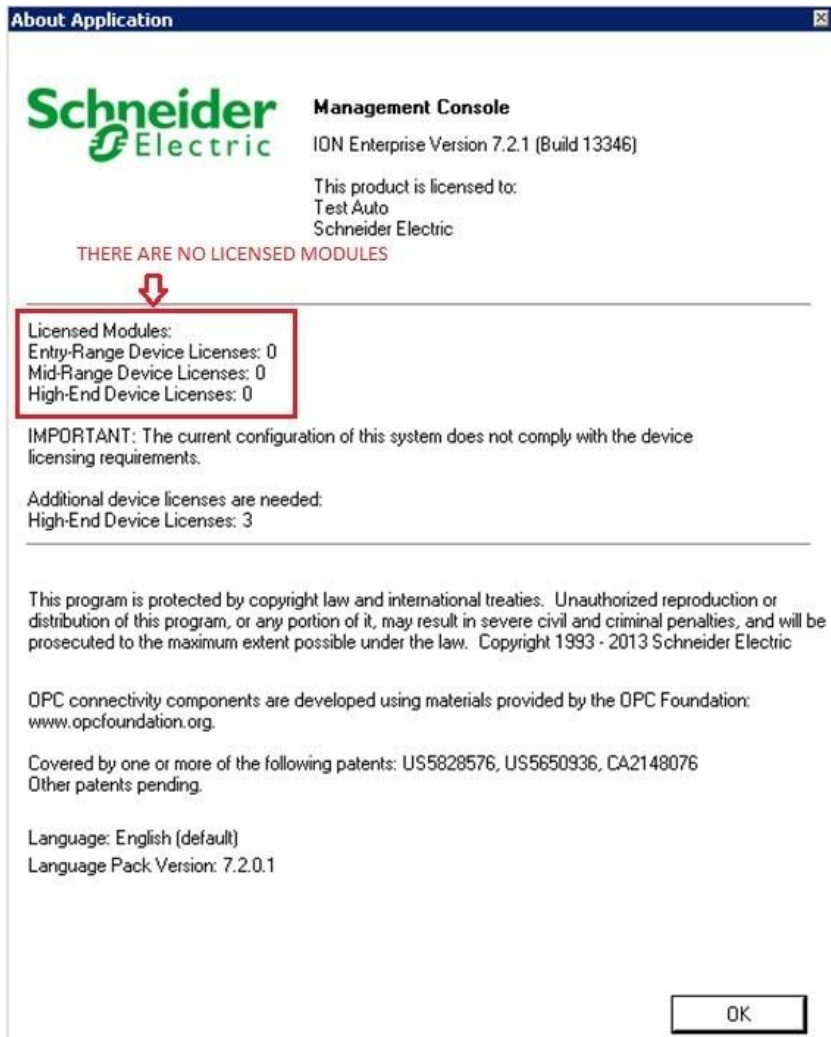 About Application
Schneider
Electric
Management Console
ION Enterprise Version 7.2.1 (Build 13346)
This product is licensed to:
Test Auto
Schneider Electric
THERE ARE NO LICENSED MODULES
Licensed Modules:
Entry-Range Device Licenses: 0
Mid-Range Device Licenses: 0
High-End Device Licenses: 0
IMPORTANT: The current configuration of this system does not comply with the device
licensing requirements.
Additional device licenses are needed:
High-End Device Licenses: 3
This program is protected by copyright law and international treaties. Unauthorized reproduction or
distribution of this program, or any portion of it, may result in severe civil and criminal penalties, and will be
prosecuted to the maximum extent possible under the law. Copyright 1993 - 2013 Schneider Electric
OPC connectivity components are developed using materials provided by the OPC Foundation:
www.opcfoundation.org.
Covered by one or more of the following patents: US5828576, US5650936, CA2148076
Other patents pending.
Language: English (default)
Language Pack Version: 7.2.0.1
OK